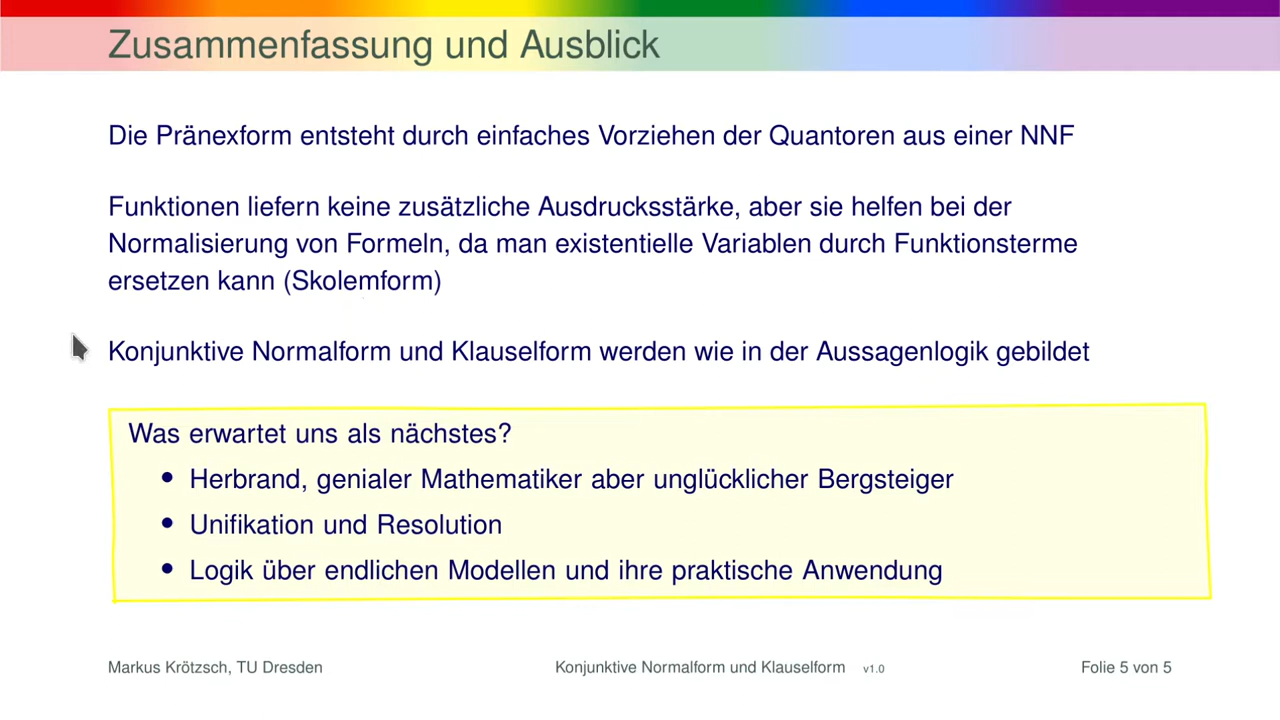 Zusammenfassung und Ausblick
Die Pränexform entsteht durch einfaches Vorziehen der Quantoren aus einer NNF
Funktionen liefern keine zusätzliche Ausdrucksstärke, aber sie helfen bei der
Normalisierung von Formeln, da man existentielle Variablen durch Funktionsterme
ersetzen kann (Skolemform)
Konjunktive Normalform und Klauselform werden wie in der Aussagenlogik gebildet
Was erwartet uns als nächstes?
• Herbrand, genialer Mathematiker aber unglücklicher Bergsteiger
• Unifikation und Resolution
• Logik über endlichen Modellen und ihre praktische Anwendung
Markus Krötzsch, TU Dresden Konjunktive Normalform und Klauselform v1.0 Folie 5 von 5